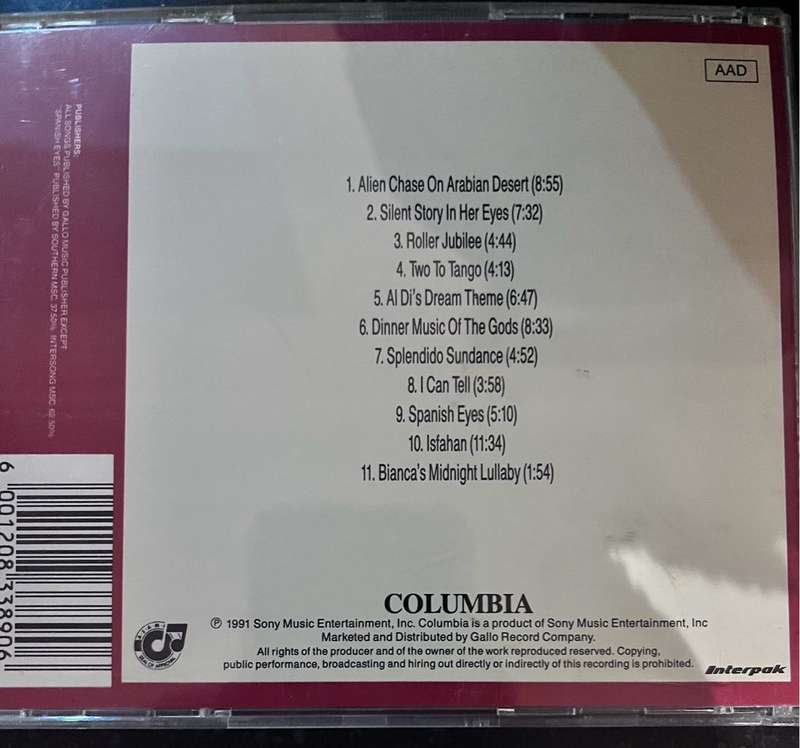 AAD
PUBLISHERS:
ALL SONGS PUBLISHED BY GALLO MUSIC PUBLISHER EXCEPT
"SPANISH EYES" PUBLISHED BY SOUTHERN MSC. 37.50% INTERSONG MSC. 62.50%
1. Alien Chase On Arabian Desert (8:55)
2. Silent Story In Her Eyes (7:32)
3. Roller Jubilee (4:44)
4. Two To Tango (4:13)
5. Al Di's Dream Theme (6:47)
6. Dinner Music Of The Gods (8:33)
7. Splendido Sundance (4:52)
8. I Can Tell (3:58)
9. Spanish Eyes (5:10)
10. Isfahan (11:34)
11. Bianca's Midnight Lullaby (1:54)
6 001208 338906
COLUMBIA
℗ 1991 Sony Music Entertainment, Inc. Columbia is a product of Sony Music Entertainment, Inc
Marketed and Distributed by Gallo Record Company.
All rights of the producer and of the owner of the work reproduced reserved. Copying,
public performance, broadcasting and hiring out directly or indirectly of this recording is prohibited.
SEAL OF APPROVAL
Interpak